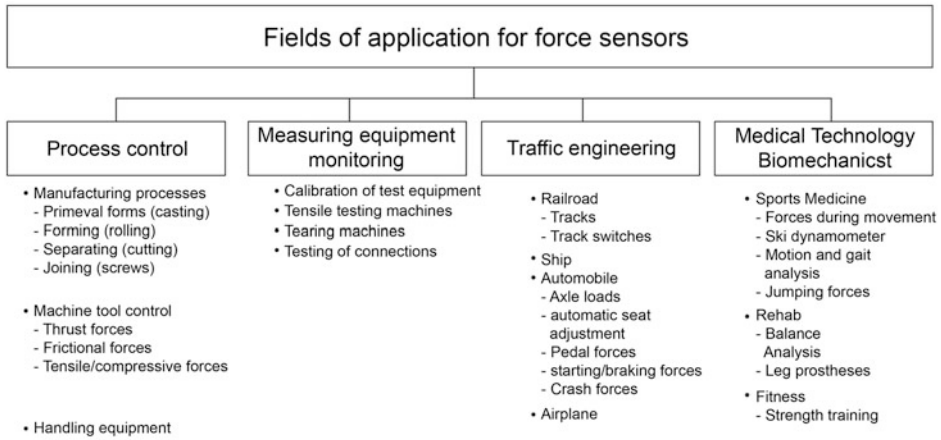 Fields of application for force sensors
Process control
• Manufacturing processes
- Primeval forms (casting)
- Forming (rolling)
- Separating (cutting)
- Joining (screws)
• Machine tool control
- Thrust forces
- Frictional forces
- Tensile/compressive forces
• Handling equipment
Measuring equipment
monitoring
• Calibration of test equipment
• Tensile testing machines
• Tearing machines
• Testing of connections
Traffic engineering
• Railroad
- Tracks
- Track switches
• Ship
• Automobile
- Axle loads
- automatic seat
adjustment
- Pedal forces
- starting/braking forces
- Crash forces
• Airplane
Medical Technology
Biomechanicst
• Sports Medicine
- Forces during movement
- Ski dynamometer
- Motion and gait
analysis
- Jumping forces
• Rehab
- Balance
Analysis
- Leg prostheses
• Fitness
- Strength training